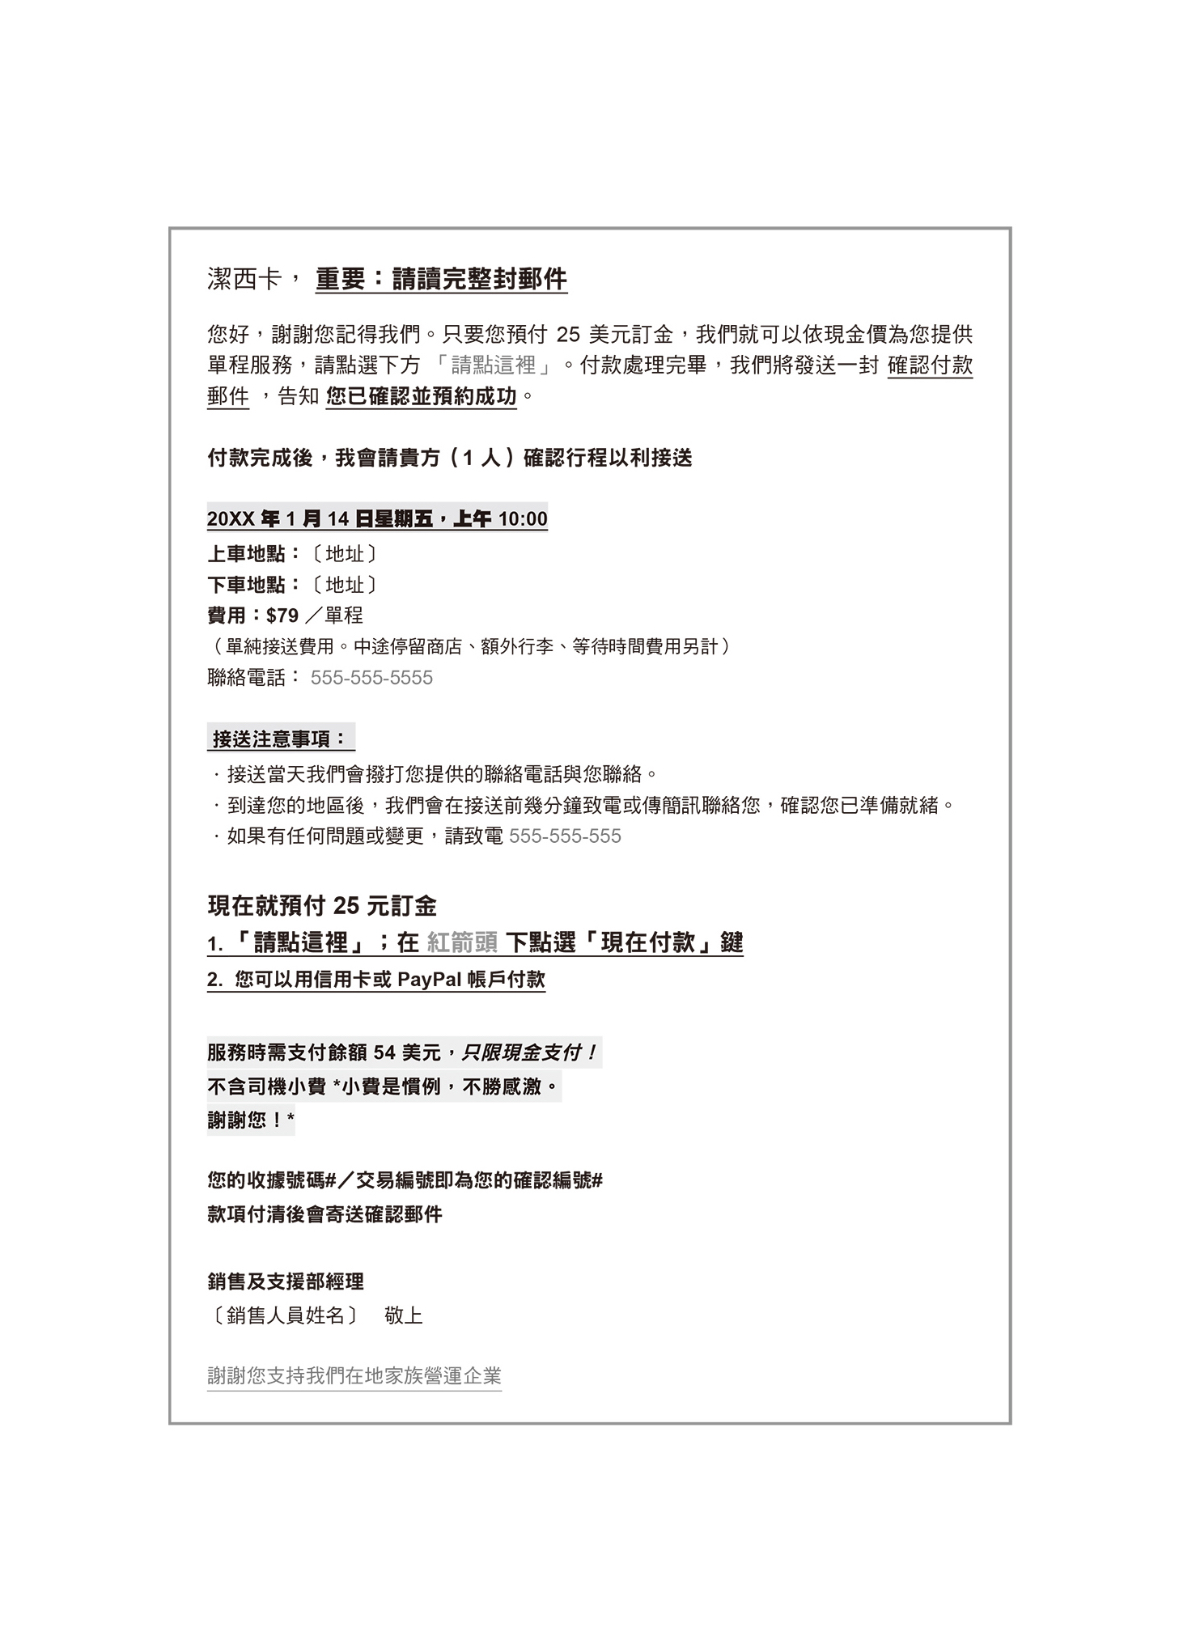 潔西卡，重要：請讀完整封郵件
您好，謝謝您記得我們。只要您預付 25 美元訂金，我們就可以依現金價為您提供
單程服務，請點選下方 「請點這裡」。付款處理完畢，我們將發送一封 確認付款
郵件 ，告知 您已確認並預約成功。
付款完成後，我會請貴方（1 人）確認行程以利接送
20XX 年 1 月 14 日星期五，上午 10:00
上車地點：〔地址〕
下車地點：〔地址〕
費用：$79 ／單程
（單純接送費用。中途停留商店、額外行李、等待時間費用另計）
聯絡電話： 555-555-5555
接送注意事項：
．接送當天我們會撥打您提供的聯絡電話與您聯絡。
．到達您的地區後，我們會在接送前幾分鐘致電或傳簡訊聯絡您，確認您已準備就緒。
．如果有任何問題或變更，請致電 555-555-555
現在就預付 25 元訂金
1.「請點這裡」；在 紅箭頭 下點選「現在付款」鍵
2. 您可以用信用卡或 PayPal 帳戶付款
服務時需支付餘額 54 美元，只限現金支付！
不含司機小費 *小費是慣例，不勝感激。
謝謝您！*
您的收據號碼#／交易編號即為您的確認編號#
款項付清後會寄送確認郵件
銷售及支援部經理
〔銷售人員姓名〕 敬上
謝謝您支持我們在地家族營運企業